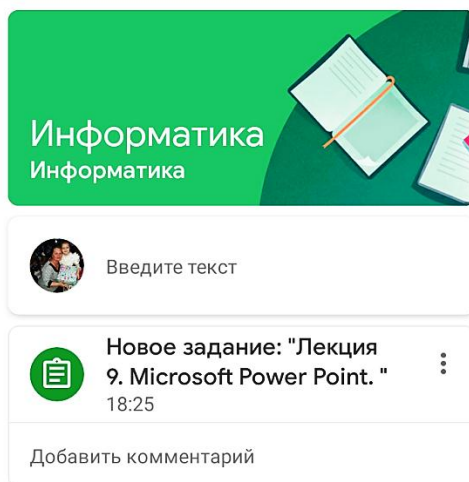 Информатика
Информатика
Введите текст
Новое задание: "Лекция
9. Microsoft Power Point. "
18:25
Добавить комментарий